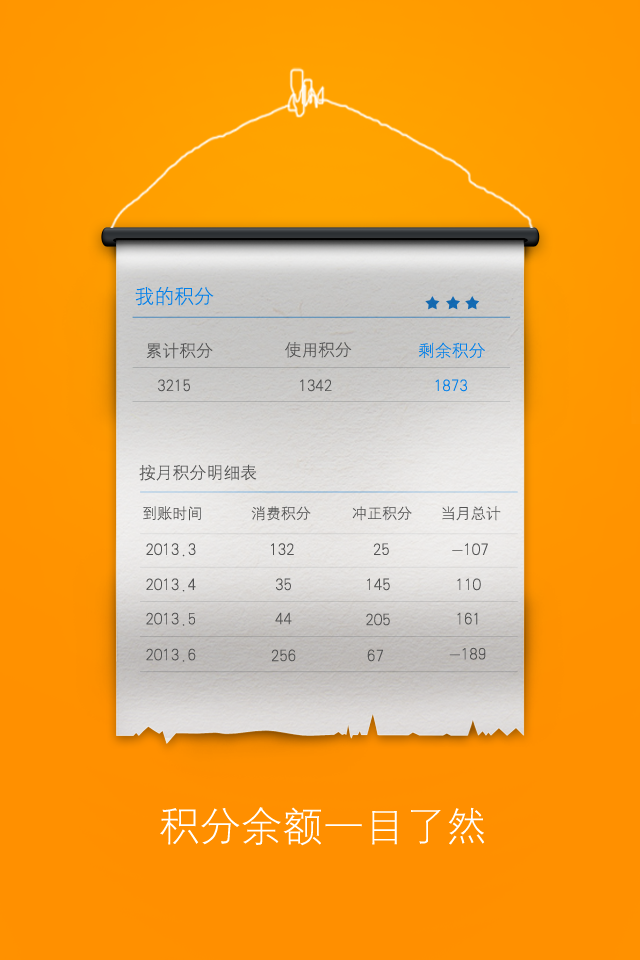 我的积分
累计积分 使用积分 剩余积分
3215 1342 1873
按月积分明细表
到账时间 消费积分 冲正积分 当月总计
2013.3 132 25 —107
2013.4 35 145 110
2013.5 44 205 161
2013.6 256 67 —189
积分余额一目了然